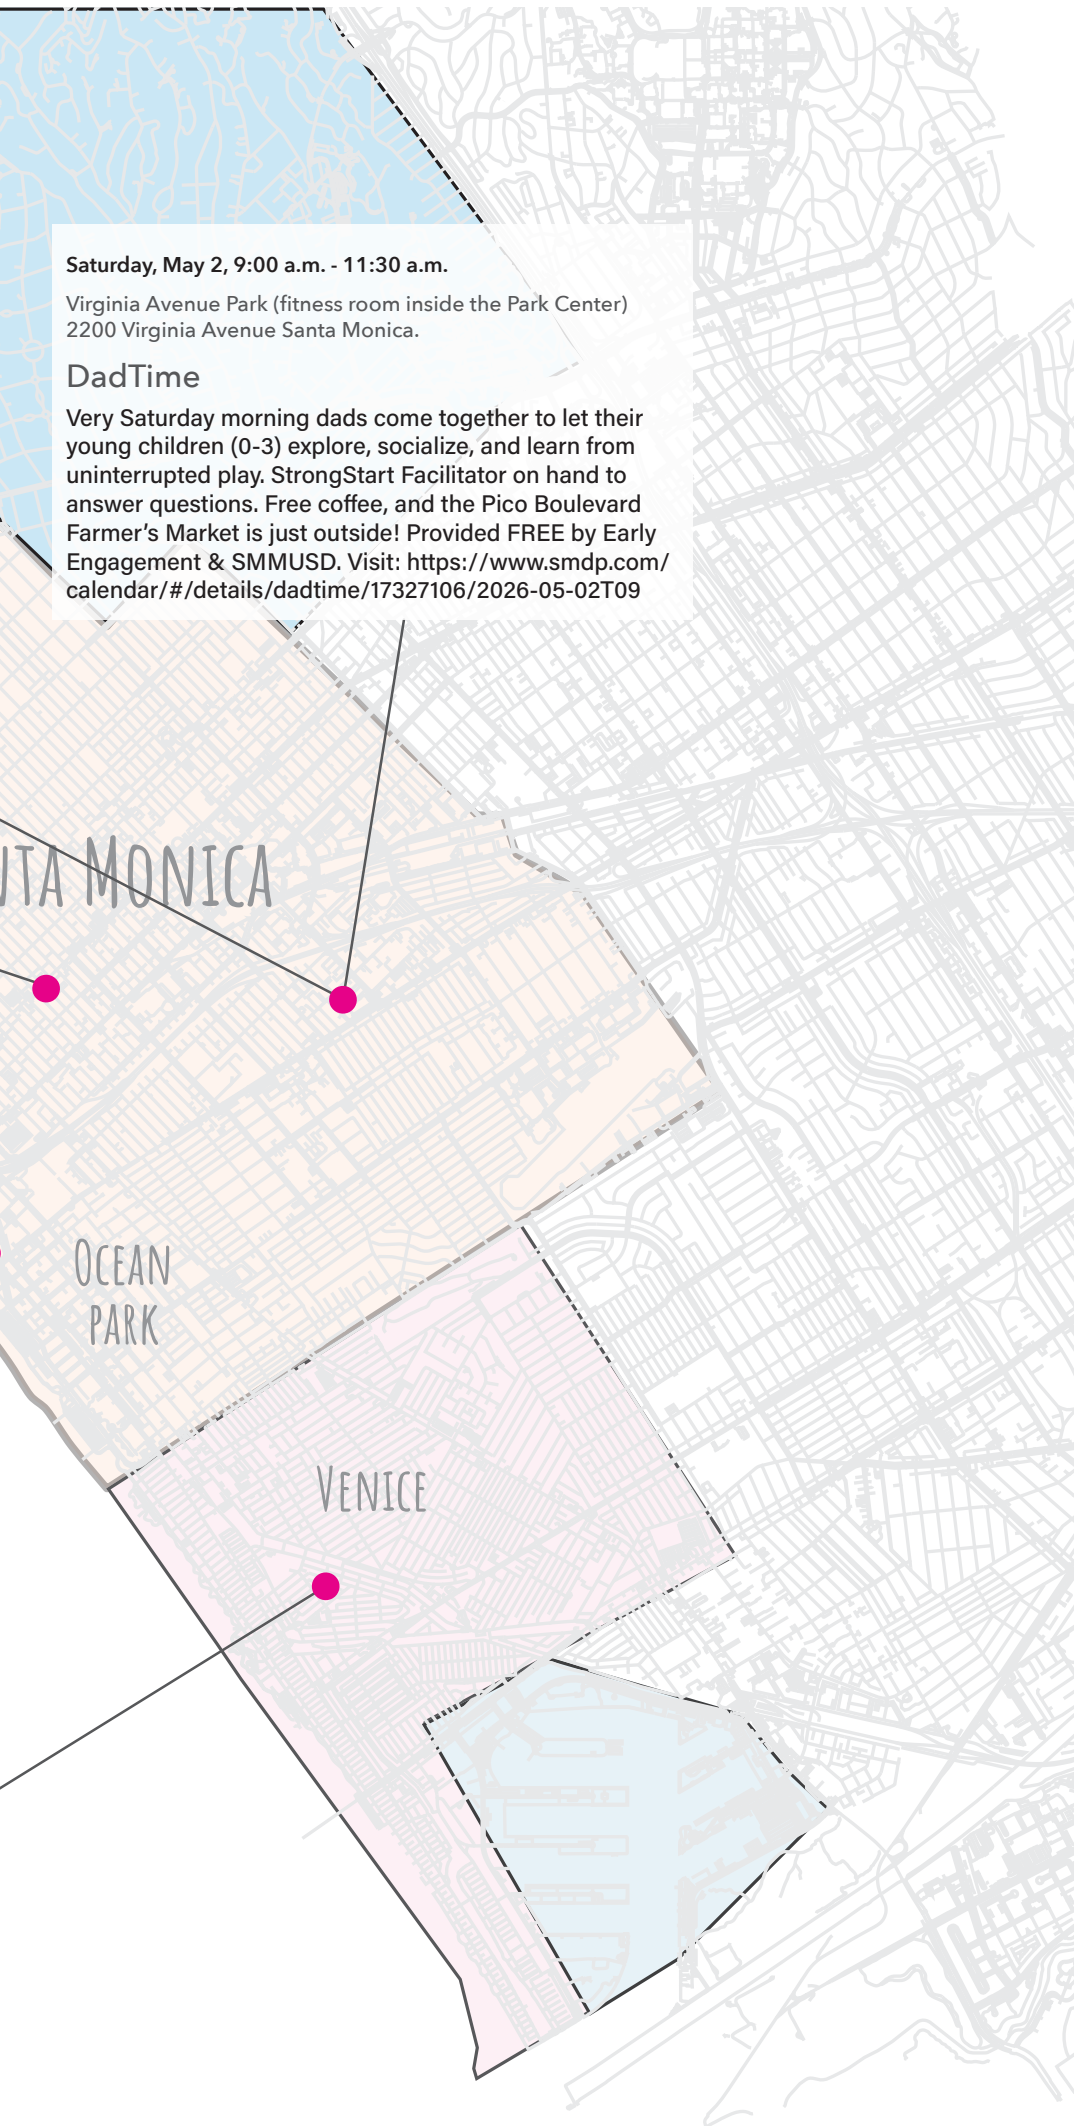 Saturday, May 2, 9:00 a.m. - 11:30 a.m.
Virginia Avenue Park (fitness room inside the Park Center)
2200 Virginia Avenue Santa Monica.
DadTime
Very Saturday morning dads come together to let their
young children (0-3) explore, socialize, and learn from
uninterrupted play. StrongStart Facilitator on hand to
answer questions. Free coffee, and the Pico Boulevard
Farmer’s Market is just outside! Provided FREE by Early
Engagement & SMMUSD. Visit: https://www.smdp.com/
calendar/#/details/dadtime/17327106/2026-05-02T09
NTA MONICA
OCEAN
PARK
VENICE